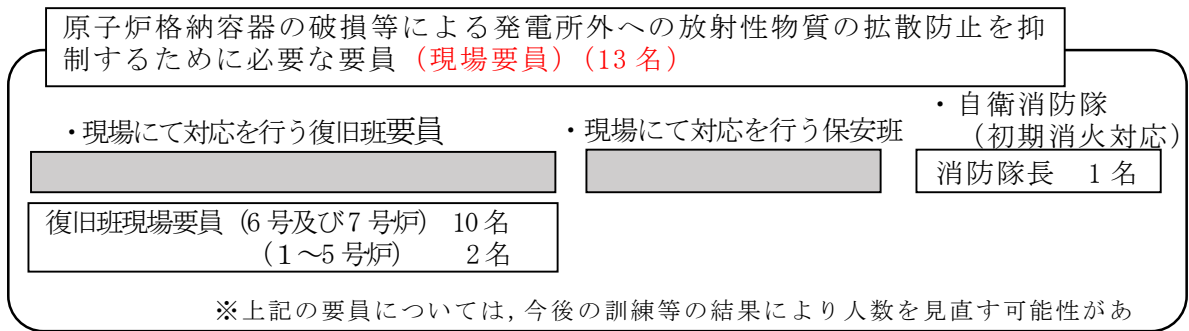 原子炉格納容器の破損等による発電所外への放射性物質の拡散防止を抑
制するために必要な要員（現場要員）（13 名）
・現場にて対応を行う復旧班要員
・現場にて対応を行う保安班
・自衛消防隊
（初期消火対応）
消防隊長　1 名
復旧班現場要員（6 号及び 7 号炉）　10 名
（１～5 号炉）　2 名
※上記の要員については，今後の訓練等の結果により人数を見直す可能性があ